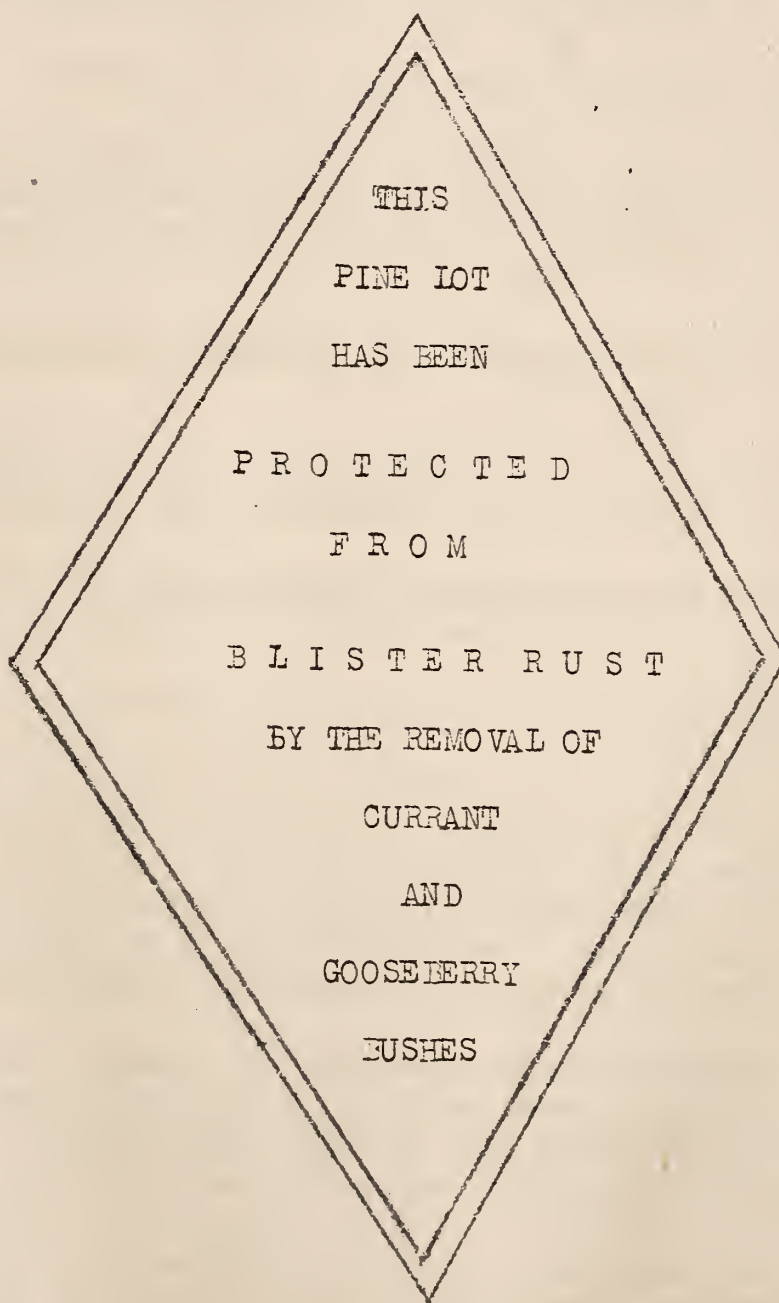 THIS
PINE LOT
HAS BEEN
P R O T E C T E D
F R O M
B L I S T E R R U S T
BY THE REMOVAL OF
CURRANT
AND
GOOSEBERRY
BUSHES